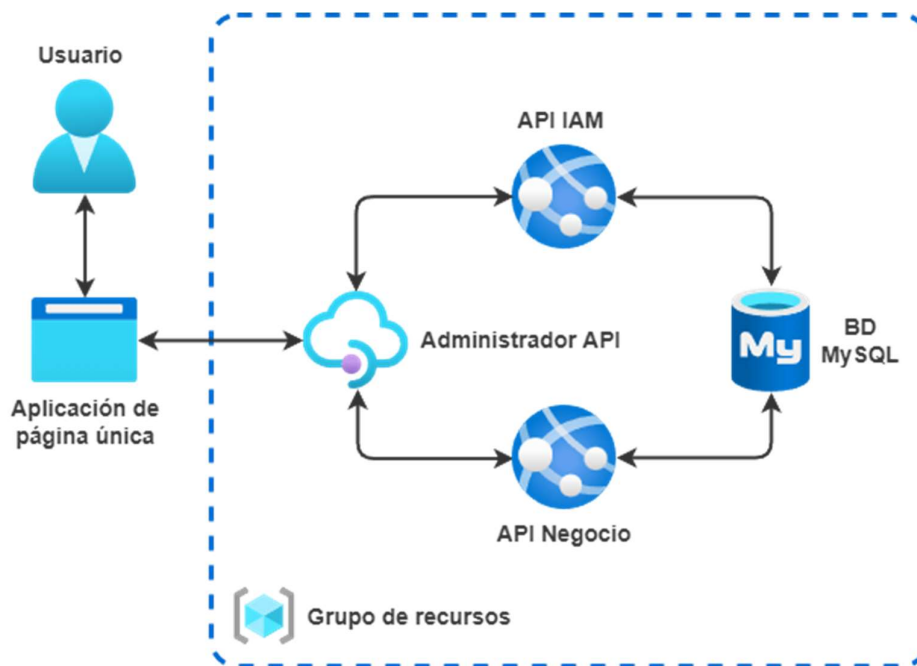 Usuario
API IAM
Administrador API
BD
MySQL
My
Aplicación de
página única
API Negocio
Grupo de recursos